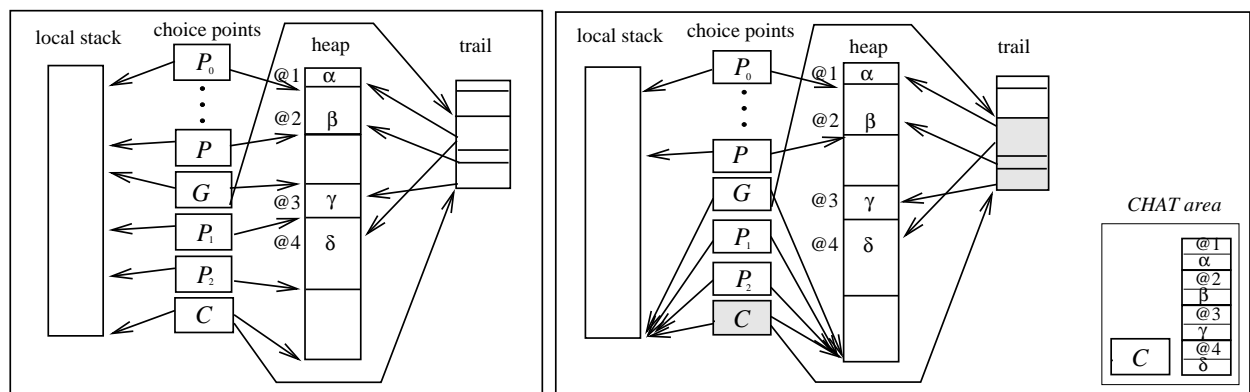 local stack
choice points
heap
trail
P₀
P
G
P₁
P₂
C
@1
@2
@3
@4
α
β
γ
δ
local stack
choice points
heap
trail
P₀
P
G
P₁
P₂
C
@1
@2
@3
@4
α
β
γ
δ
CHAT area
C
@1
α
@2
β
@3
γ
@4
δ